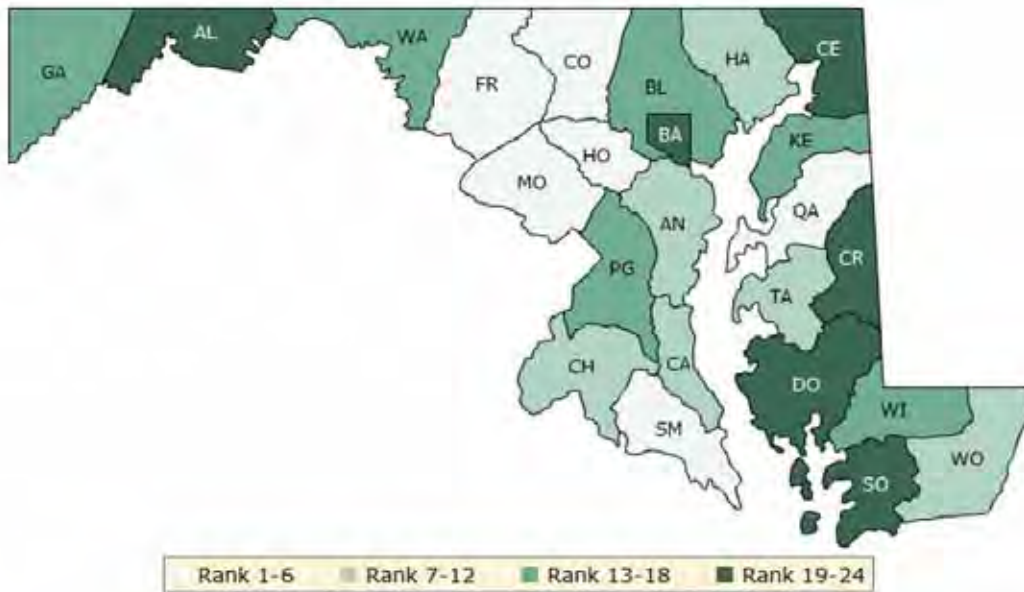 GA
AL
WA
FR
CO
BL
HA
CE
BA
KE
HO
MO
QA
AN
CR
PG
TA
CH
CA
DO
WI
SM
WO
SO
Rank 1-6 Rank 7-12 Rank 13-18 Rank 19-24